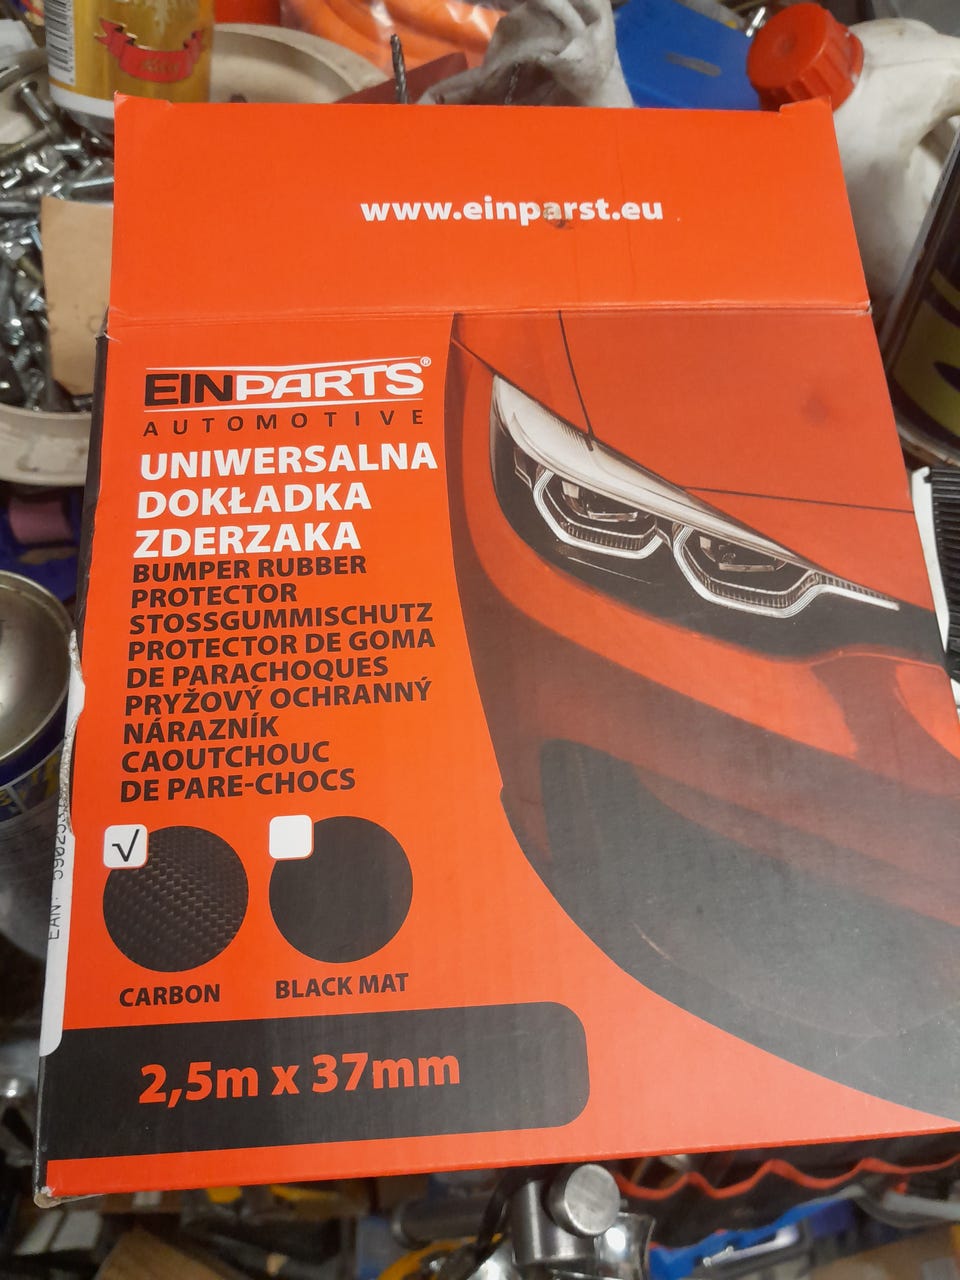 www.einparst.eu
EINPARTS®
AUTOMOTIVE
UNIWERSALNA
DOKŁADKA
ZDERZAKA
BUMPER RUBBER
PROTECTOR
STOSSGUMMISCHUTZ
PROTECTOR DE GOMA
DE PARACHOQUES
PRYŽOVÝ OCHRANNÝ
NÁRAZNÍK
CAOUTCHOUC
DE PARE-CHOCS
CARBON
BLACK MAT
2,5m x 37mm
EAN: